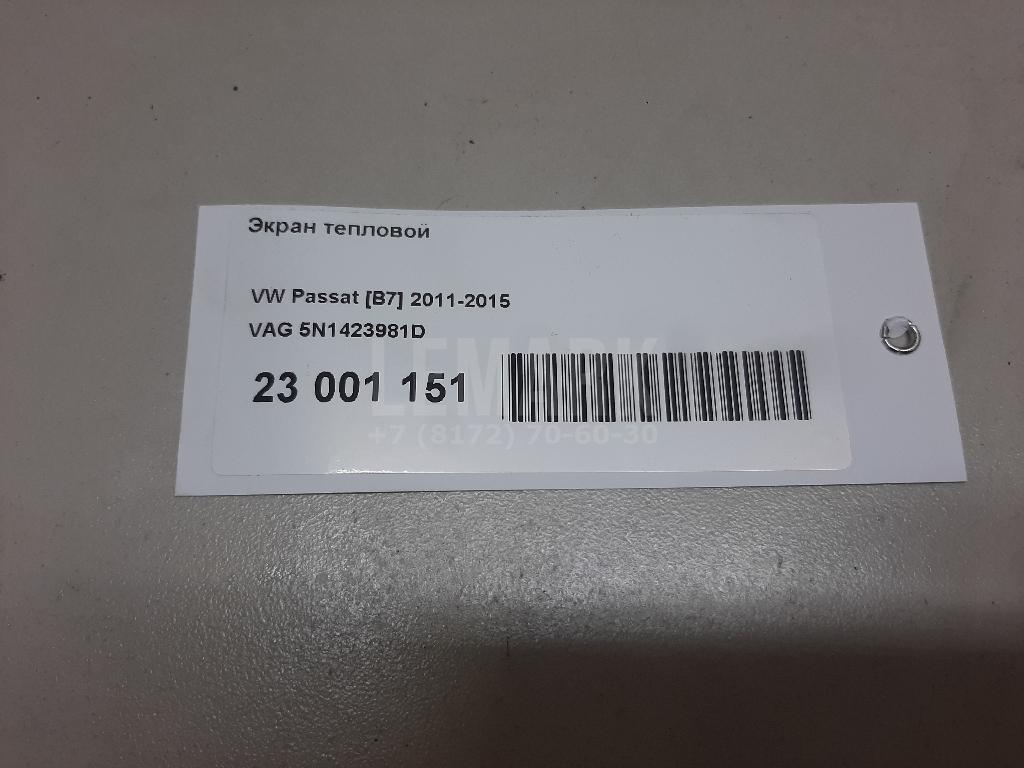 Экран тепловой
VW Passat [B7] 2011-2015
VAG 5N1423981D
23 001 151
LEMARK
+7 (8172) 70-60-30